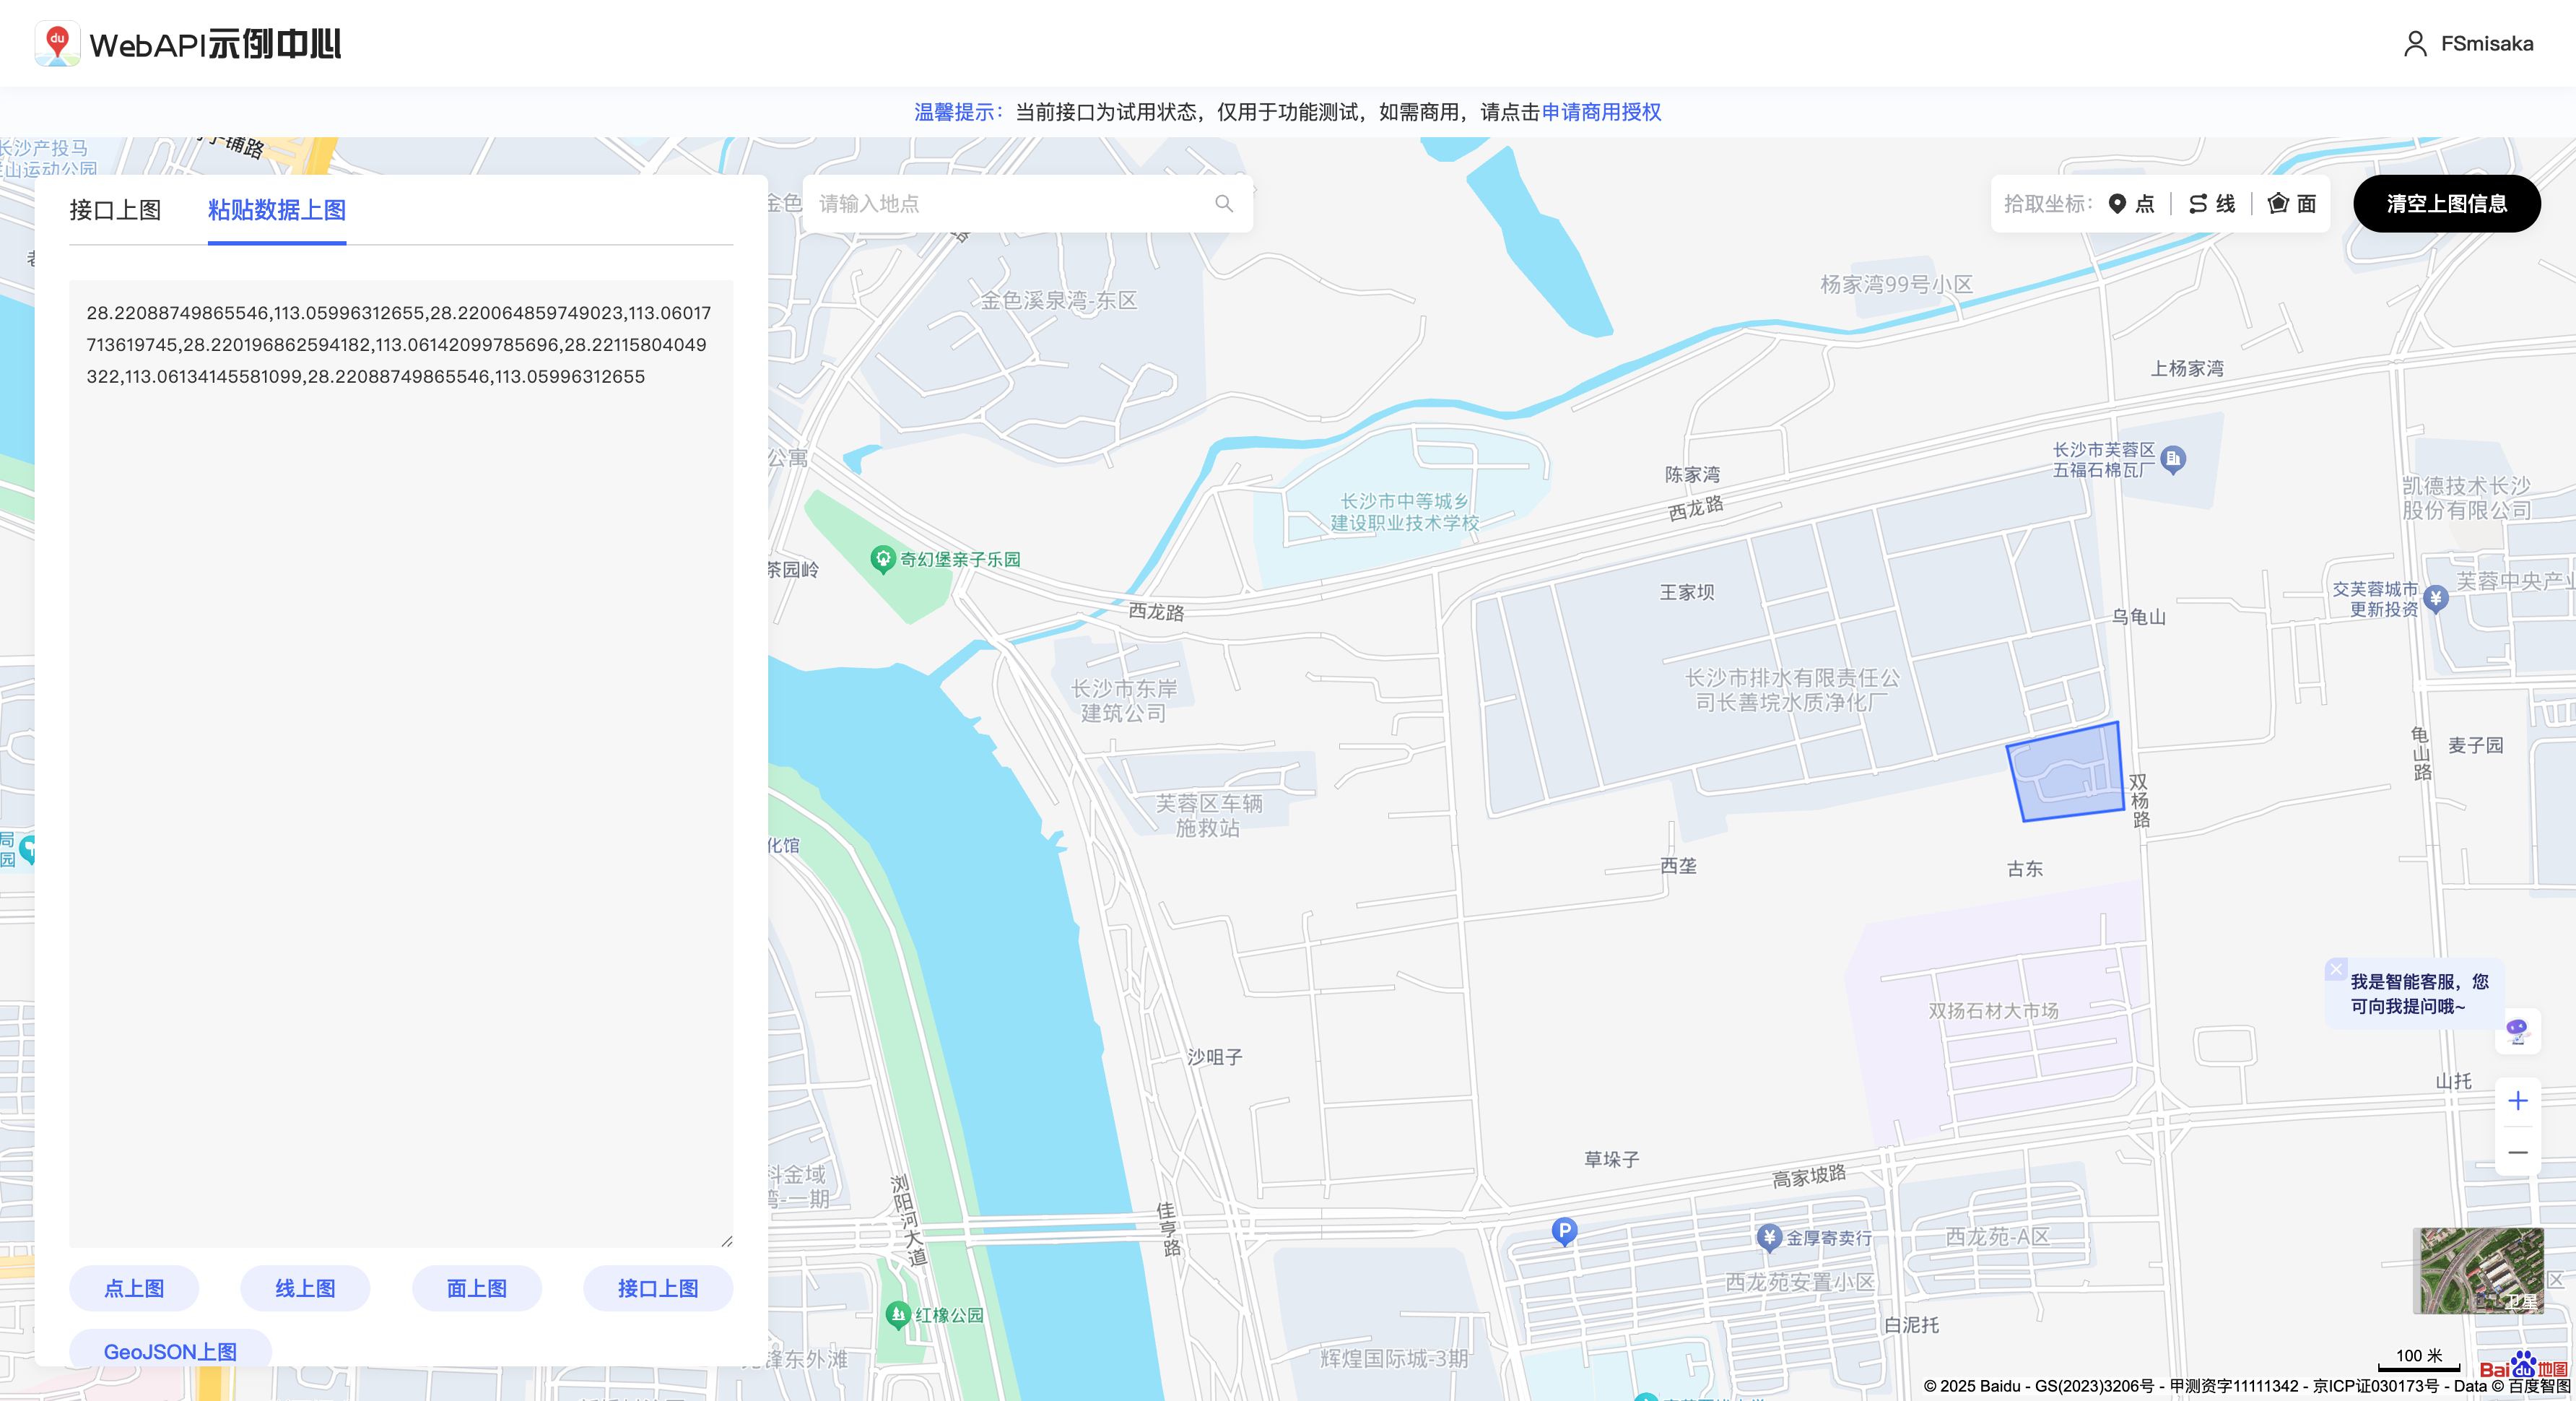 WebAPI示例中心
FSmisaka
温馨提示：当前接口为试用状态，仅用于功能测试，如需商用，请点击申请商用授权
长沙产投马
山运动公园
铺路
接口上图
粘贴数据上图
请输入地点
拾取坐标：
点
线
面
清空上图信息
28.22088749865546,113.05996312655,28.220064859749023,113.06017
713619745,28.220196862594182,113.06142099785696,28.22115804049
322,113.06134145581099,28.22088749865546,113.05996312655
金色
路
金色溪泉湾-东区
杨家湾99号小区
上杨家湾
公寓
长沙市中等城乡
建设职业技术学校
陈家湾
西龙路
长沙市芙蓉区
五福石棉瓦厂
凯德技术长沙
股份有限公司
奇幻堡亲子乐园
茶园岭
西龙路
王家坝
乌龟山
交芙蓉城市
更新投资
芙蓉中央产业
长沙市东岸
建筑公司
长沙市排水有限责任公
司长善垸水质净化厂
龟山路
麦子园
双杨路
芙蓉区车辆
施救站
化馆
局
园
西垄
古东
双扬石材大市场
我是智能客服，您
可向我提问哦~
沙咀子
山托
草垛子
高家坡路
科金域
湾-一期
浏阳河大道
佳亨路
P
金厚寄卖行
西龙苑-A区
西龙苑安置小区
区
卫星
红橡公园
白泥托
辉煌国际城-3期
锋东外滩
点上图
线上图
面上图
接口上图
GeoJSON上图
100 米
Bai du 地图
© 2025 Baidu - GS(2023)3206号 - 甲测资字11111342 - 京ICP证030173号 - Data © 百度智图